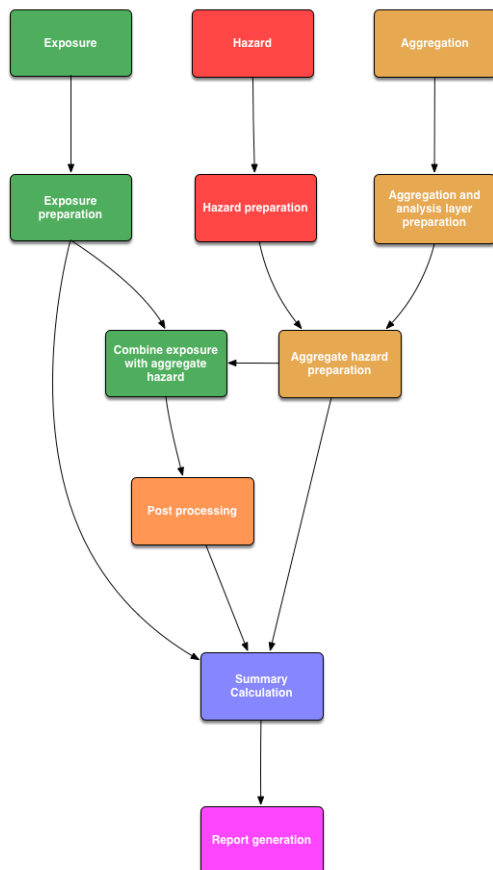 Exposure
Hazard
Aggregation
Exposure
preparation
Hazard preparation
Aggregation and
analysis layer
preparation
Combine exposure
with aggregate
hazard
Aggregate hazard
preparation
Post processing
Summary
Calculation
Report generation